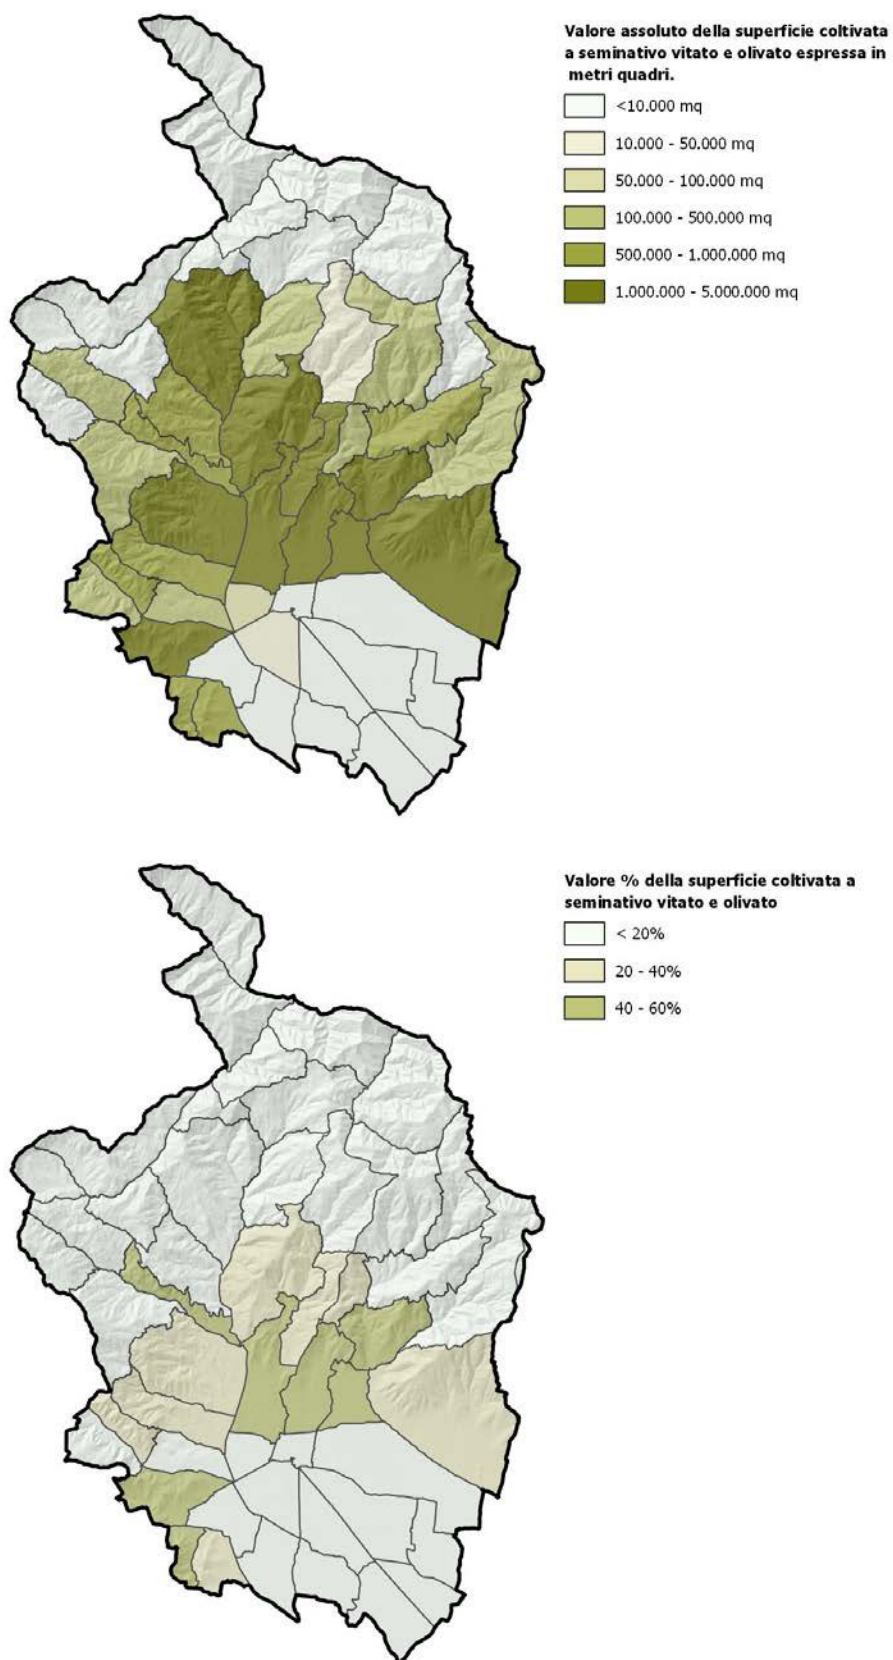 Valore assoluto della superficie coltivata
a seminativo vitato e olivato espressa in
metri quadri.
<10.000 mq
10.000 - 50.000 mq
50.000 - 100.000 mq
100.000 - 500.000 mq
500.000 - 1.000.000 mq
1.000.000 - 5.000.000 mq
Valore % della superficie coltivata a
seminativo vitato e olivato
< 20%
20 - 40%
40 - 60%